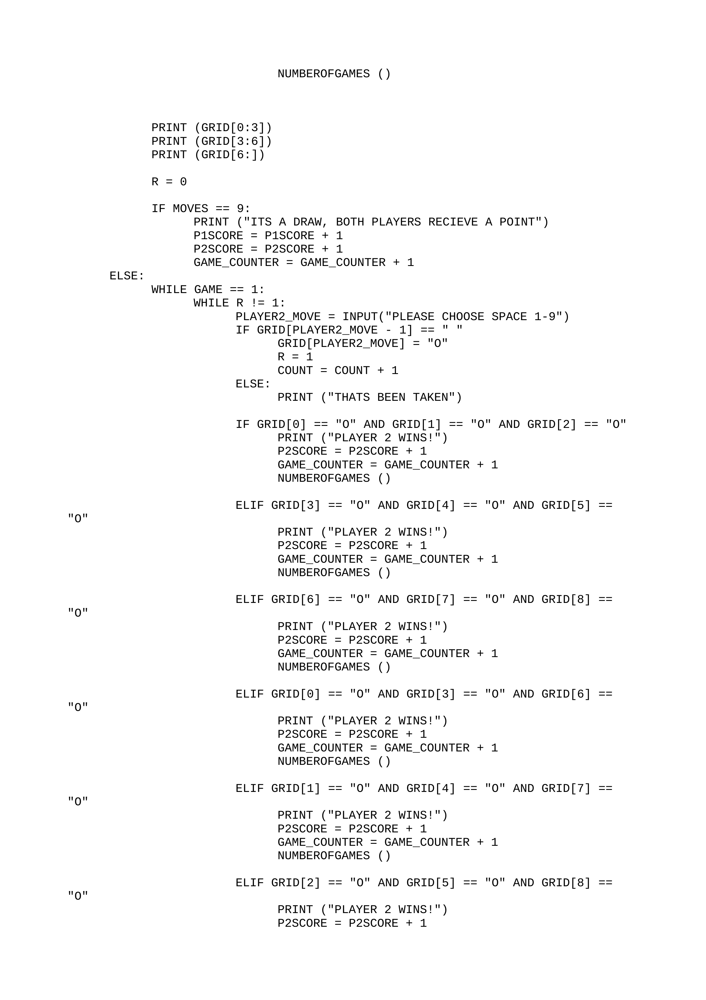 NUMBEROFGAMES ()
PRINT (GRID[0:3])
PRINT (GRID[3:6])
PRINT (GRID[6:])
R = 0
IF MOVES == 9:
PRINT ("ITS A DRAW, BOTH PLAYERS RECIEVE A POINT")
P1SCORE = P1SCORE + 1
P2SCORE = P2SCORE + 1
GAME_COUNTER = GAME_COUNTER + 1
ELSE:
WHILE GAME == 1:
WHILE R != 1:
PLAYER2_MOVE = INPUT("PLEASE CHOOSE SPACE 1-9")
IF GRID[PLAYER2_MOVE - 1] == " "
GRID[PLAYER2_MOVE] = "O"
R = 1
COUNT = COUNT + 1
ELSE:
PRINT ("THATS BEEN TAKEN")
IF GRID[0] == "O" AND GRID[1] == "O" AND GRID[2] == "O"
PRINT ("PLAYER 2 WINS!")
P2SCORE = P2SCORE + 1
GAME_COUNTER = GAME_COUNTER + 1
NUMBEROFGAMES ()
ELIF GRID[3] == "O" AND GRID[4] == "O" AND GRID[5] ==
"O"
PRINT ("PLAYER 2 WINS!")
P2SCORE = P2SCORE + 1
GAME_COUNTER = GAME_COUNTER + 1
NUMBEROFGAMES ()
ELIF GRID[6] == "O" AND GRID[7] == "O" AND GRID[8] ==
"O"
PRINT ("PLAYER 2 WINS!")
P2SCORE = P2SCORE + 1
GAME_COUNTER = GAME_COUNTER + 1
NUMBEROFGAMES ()
ELIF GRID[0] == "O" AND GRID[3] == "O" AND GRID[6] ==
"O"
PRINT ("PLAYER 2 WINS!")
P2SCORE = P2SCORE + 1
GAME_COUNTER = GAME_COUNTER + 1
NUMBEROFGAMES ()
ELIF GRID[1] == "O" AND GRID[4] == "O" AND GRID[7] ==
"O"
PRINT ("PLAYER 2 WINS!")
P2SCORE = P2SCORE + 1
GAME_COUNTER = GAME_COUNTER + 1
NUMBEROFGAMES ()
ELIF GRID[2] == "O" AND GRID[5] == "O" AND GRID[8] ==
"O"
PRINT ("PLAYER 2 WINS!")
P2SCORE = P2SCORE + 1